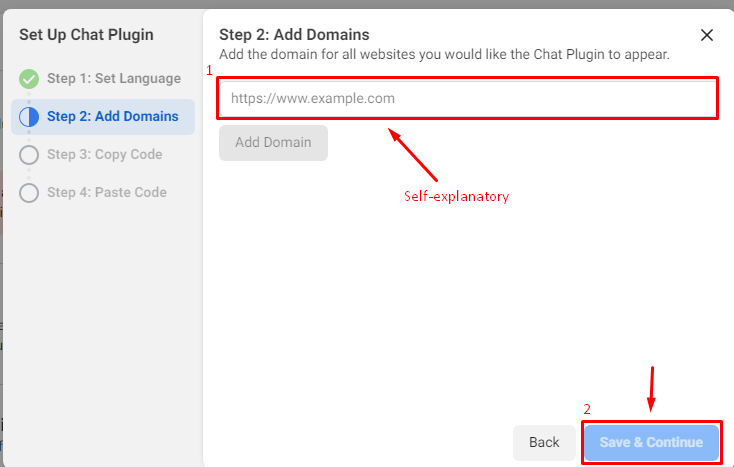 Set Up Chat Plugin
Step 1: Set Language
Step 2: Add Domains
Step 3: Copy Code
Step 4: Paste Code
Step 2: Add Domains
Add the domain for all websites you would like the Chat Plugin to appear.
1
https://www.example.com
Add Domain
Self-explanatory
2
Back
Save & Continue